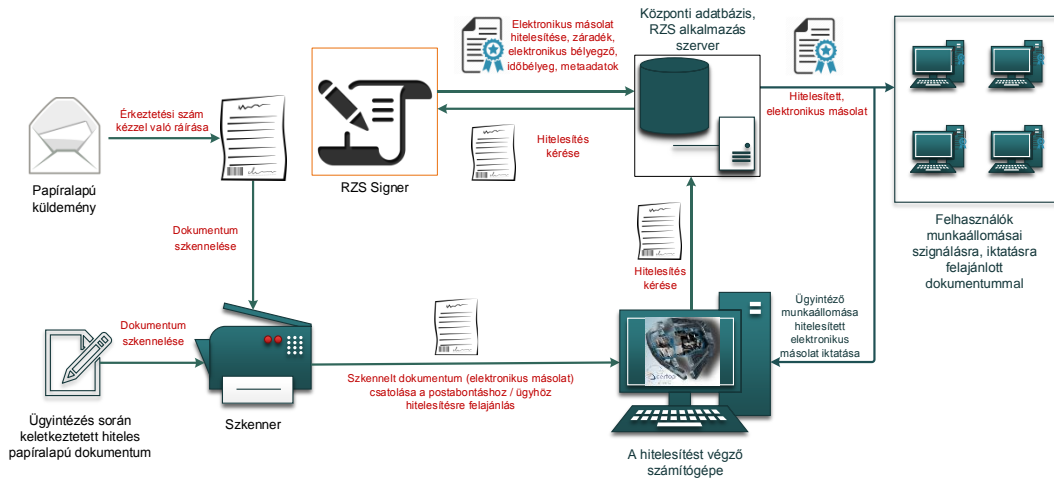 Elektronikus másolat
hitelesítése, záradék,
elektronikus bélyegző,
időbélyeg, metaadatok
Központi adatbázis,
RZS alkalmazás
szerver
Érkeztetési szám
kézzel való ráírása
Hitelesített,
elektronikus másolat
Hitelesítés
kérése
Papíralapú
küldemény
RZS Signer
Felhasználók
munkaállomásai
szignálásra, iktatásra
felajánlott
dokumentummal
Dokumentum
szkennelése
Hitelesítés
kérése
Ügyintéző
munkaállomása
hitelesített
elektronikus
másolat iktatása
Dokumentum
szkennelése
Szkennelt dokumentum (elektronikus másolat)
csatolása a postabontáshoz / ügyhöz
hitelesítésre felajánlás
Ügyintézés során
keletkeztetett hiteles
papíralapú dokumentum
Szkenner
A hitelesítést végző
számítógépe